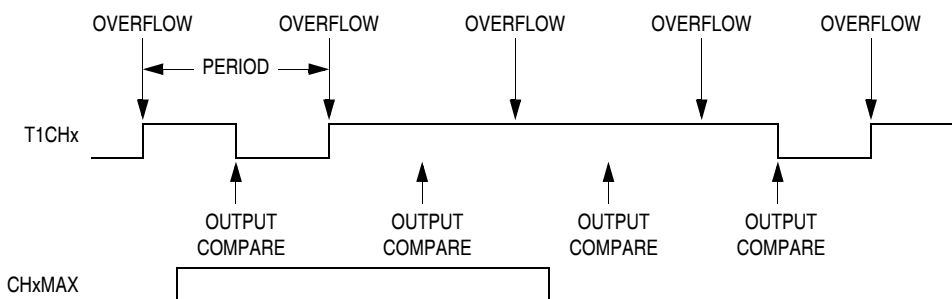 OVERFLOW OVERFLOW OVERFLOW OVERFLOW OVERFLOW
PERIOD
T1CHx
OUTPUT OUTPUT OUTPUT OUTPUT
COMPARE COMPARE COMPARE COMPARE
CHxMAX